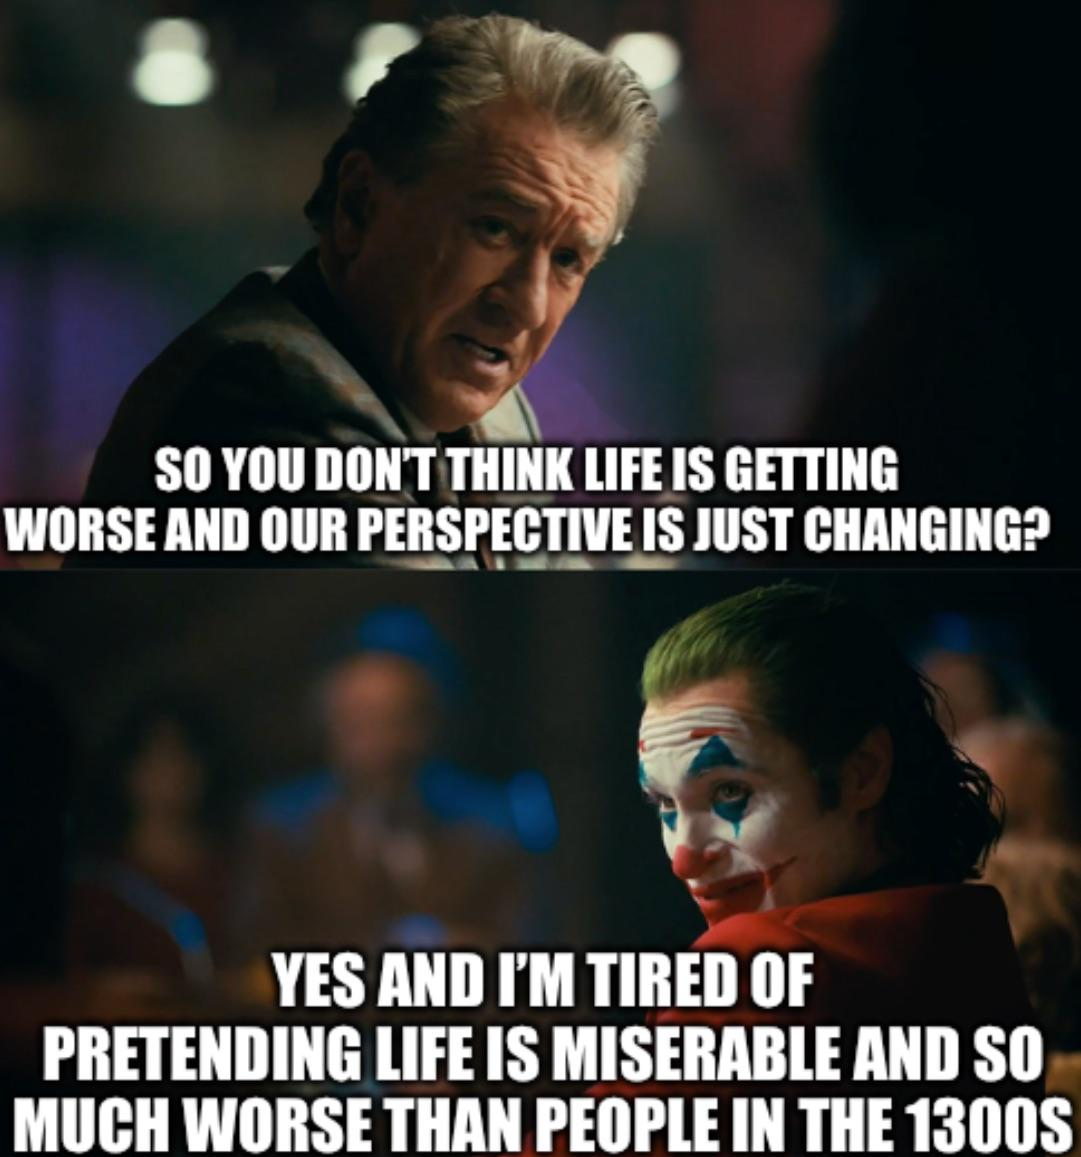 SO YOU DON'T THINK LIFE IS GETTING
WORSE AND OUR PERSPECTIVE IS JUST CHANGING?
YES AND I'M TIRED OF
PRETENDING LIFE IS MISERABLE AND SO
MUCH WORSE THAN PEOPLE IN THE 1300S